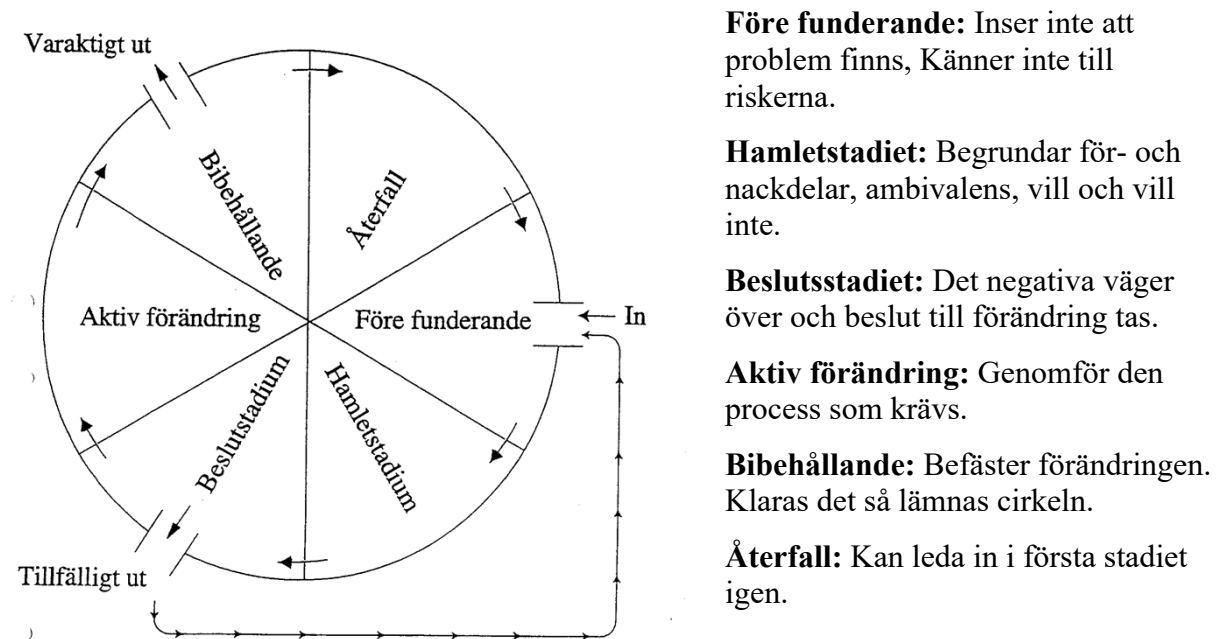 Varaktigt ut
Bibehållande
Återfall
Aktiv förändring
Före funderande
In
Beslutstadium
Hamletstadium
Tillfälligt ut
Före funderande: Inser inte att
problem finns, Känner inte till
riskerna.
Hamletstadiet: Begrundar för- och
nackdelar, ambivalens, vill och vill
inte.
Beslutsstadiet: Det negativa väger
över och beslut till förändring tas.
Aktiv förändring: Genomför den
process som krävs.
Bibehållande: Befäster förändringen.
Klaras det så lämnas cirkeln.
Återfall: Kan leda in i första stadiet
igen.